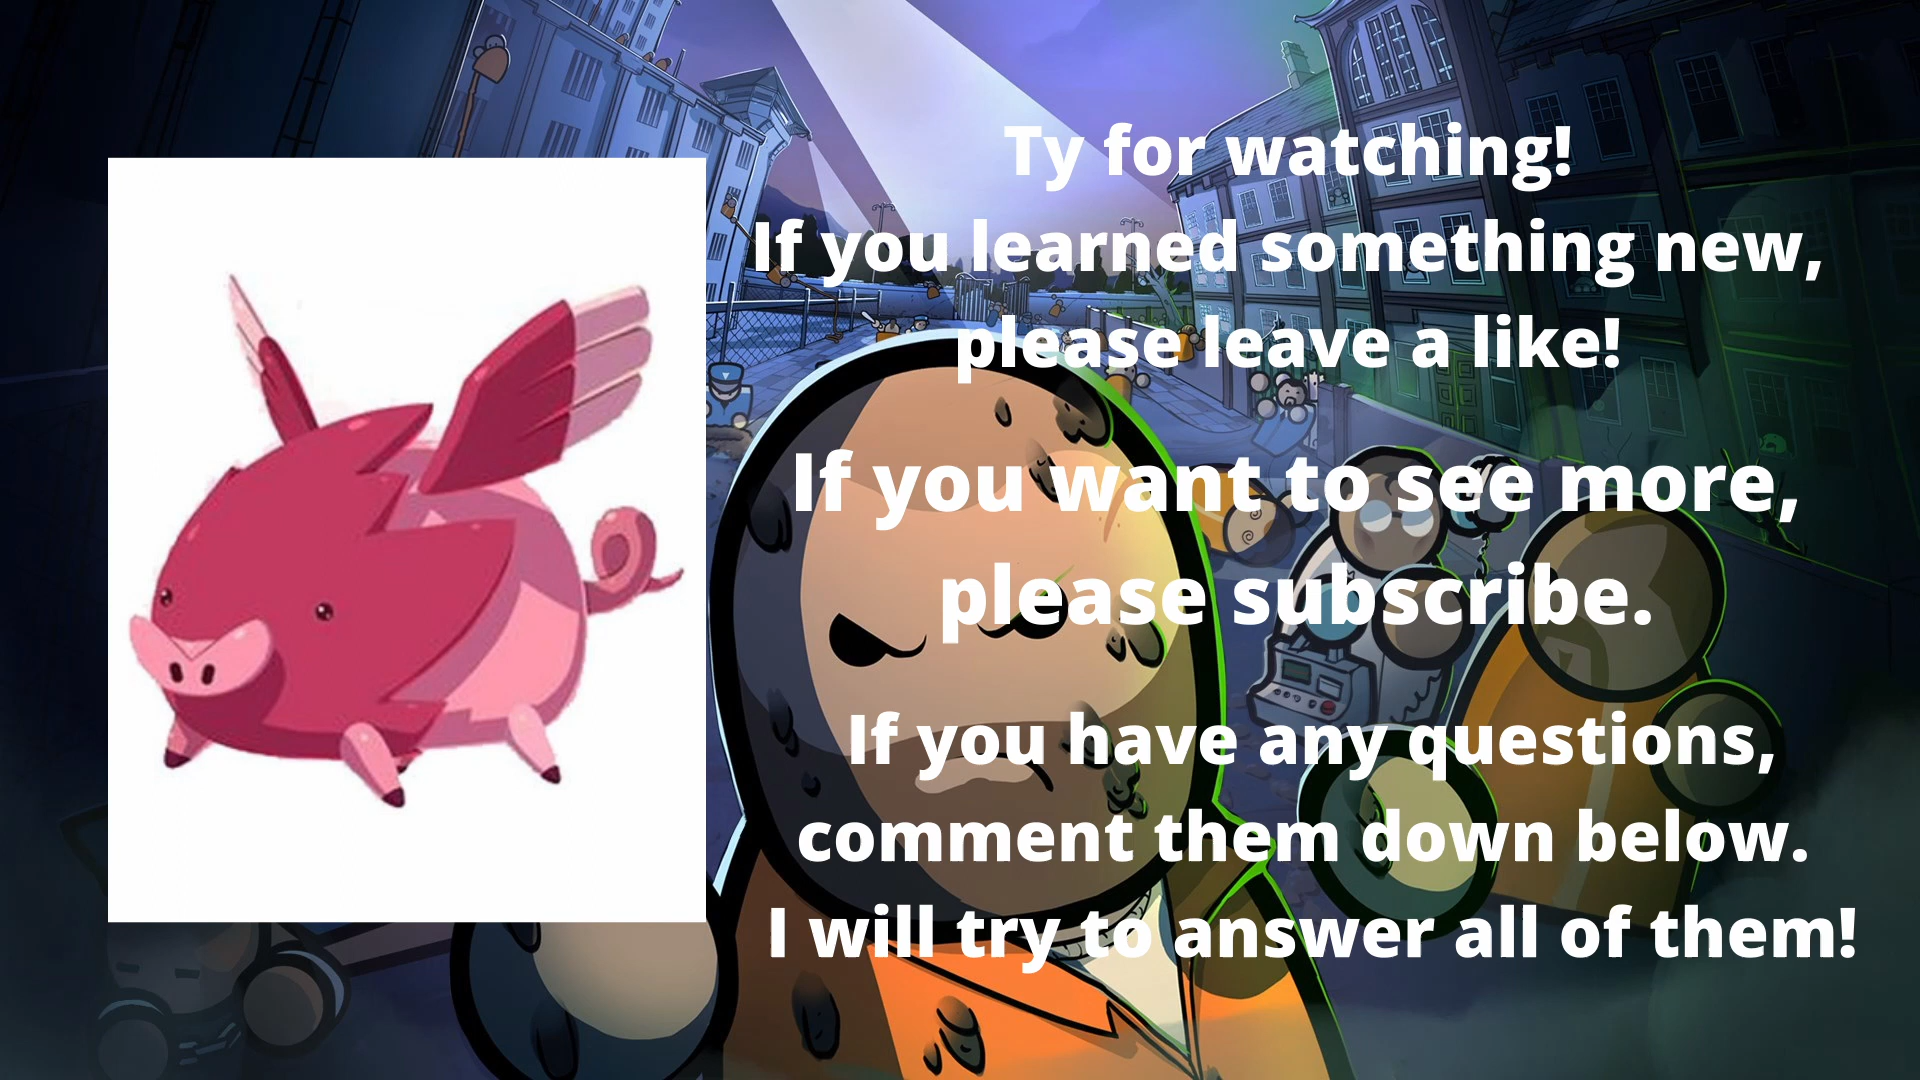 Ty for watching!
If you learned something new,
please leave a like!
If you want to see more,
please subscribe.
If you have any questions,
comment them down below.
I will try to answer all of them!